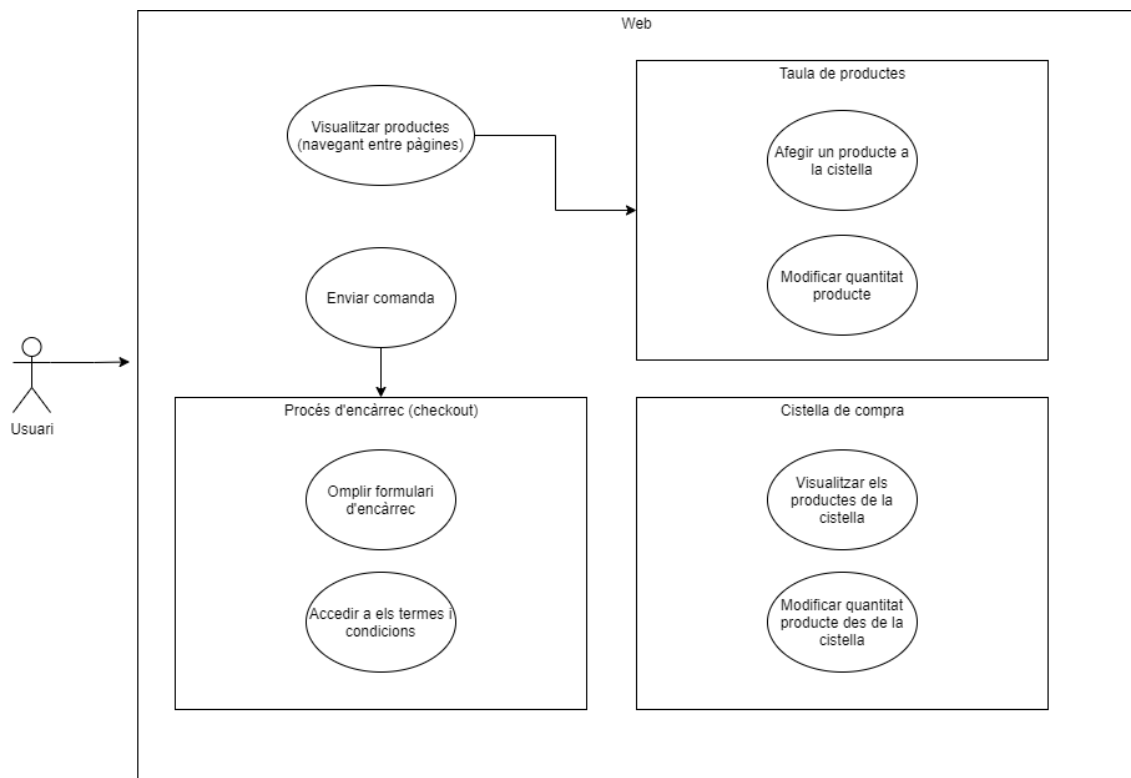 Web
Taula de productes
Visualitzar productes
(navegant entre pàgines)
Afegir un producte a
la cistella
Modificar quantitat
producte
Enviar comanda
Usuari
Procés d'encàrrec (checkout)
Omplir formulari
d'encàrrec
Accedir a els termes i
condicions
Cistella de compra
Visualitzar els
productes de la
cistella
Modificar quantitat
producte des de la
cistella